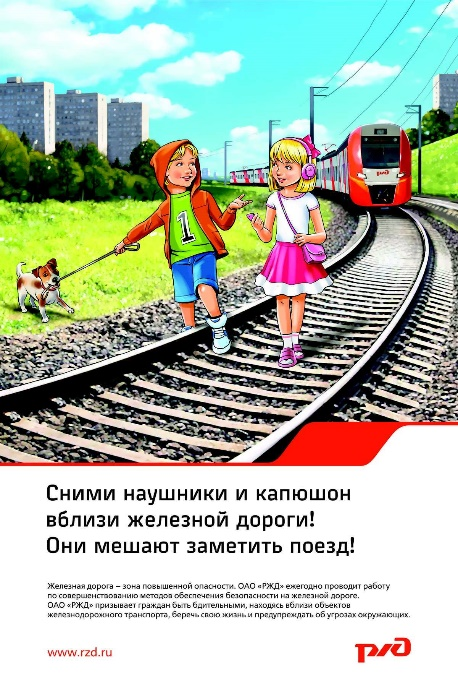 1
РЖД
Сними наушники и капюшон
вблизи железной дороги!
Они мешают заметить поезд!
Железная дорога – зона повышенной опасности. ОАО «РЖД» ежегодно проводит работу
по совершенствованию методов обеспечения безопасности на железной дороге.
ОАО «РЖД» призывает граждан быть бдительными, находясь вблизи объектов
железнодорожного транспорта, беречь свою жизнь и предупреждать об угрозах окружающих.
www.rzd.ru
РЖД